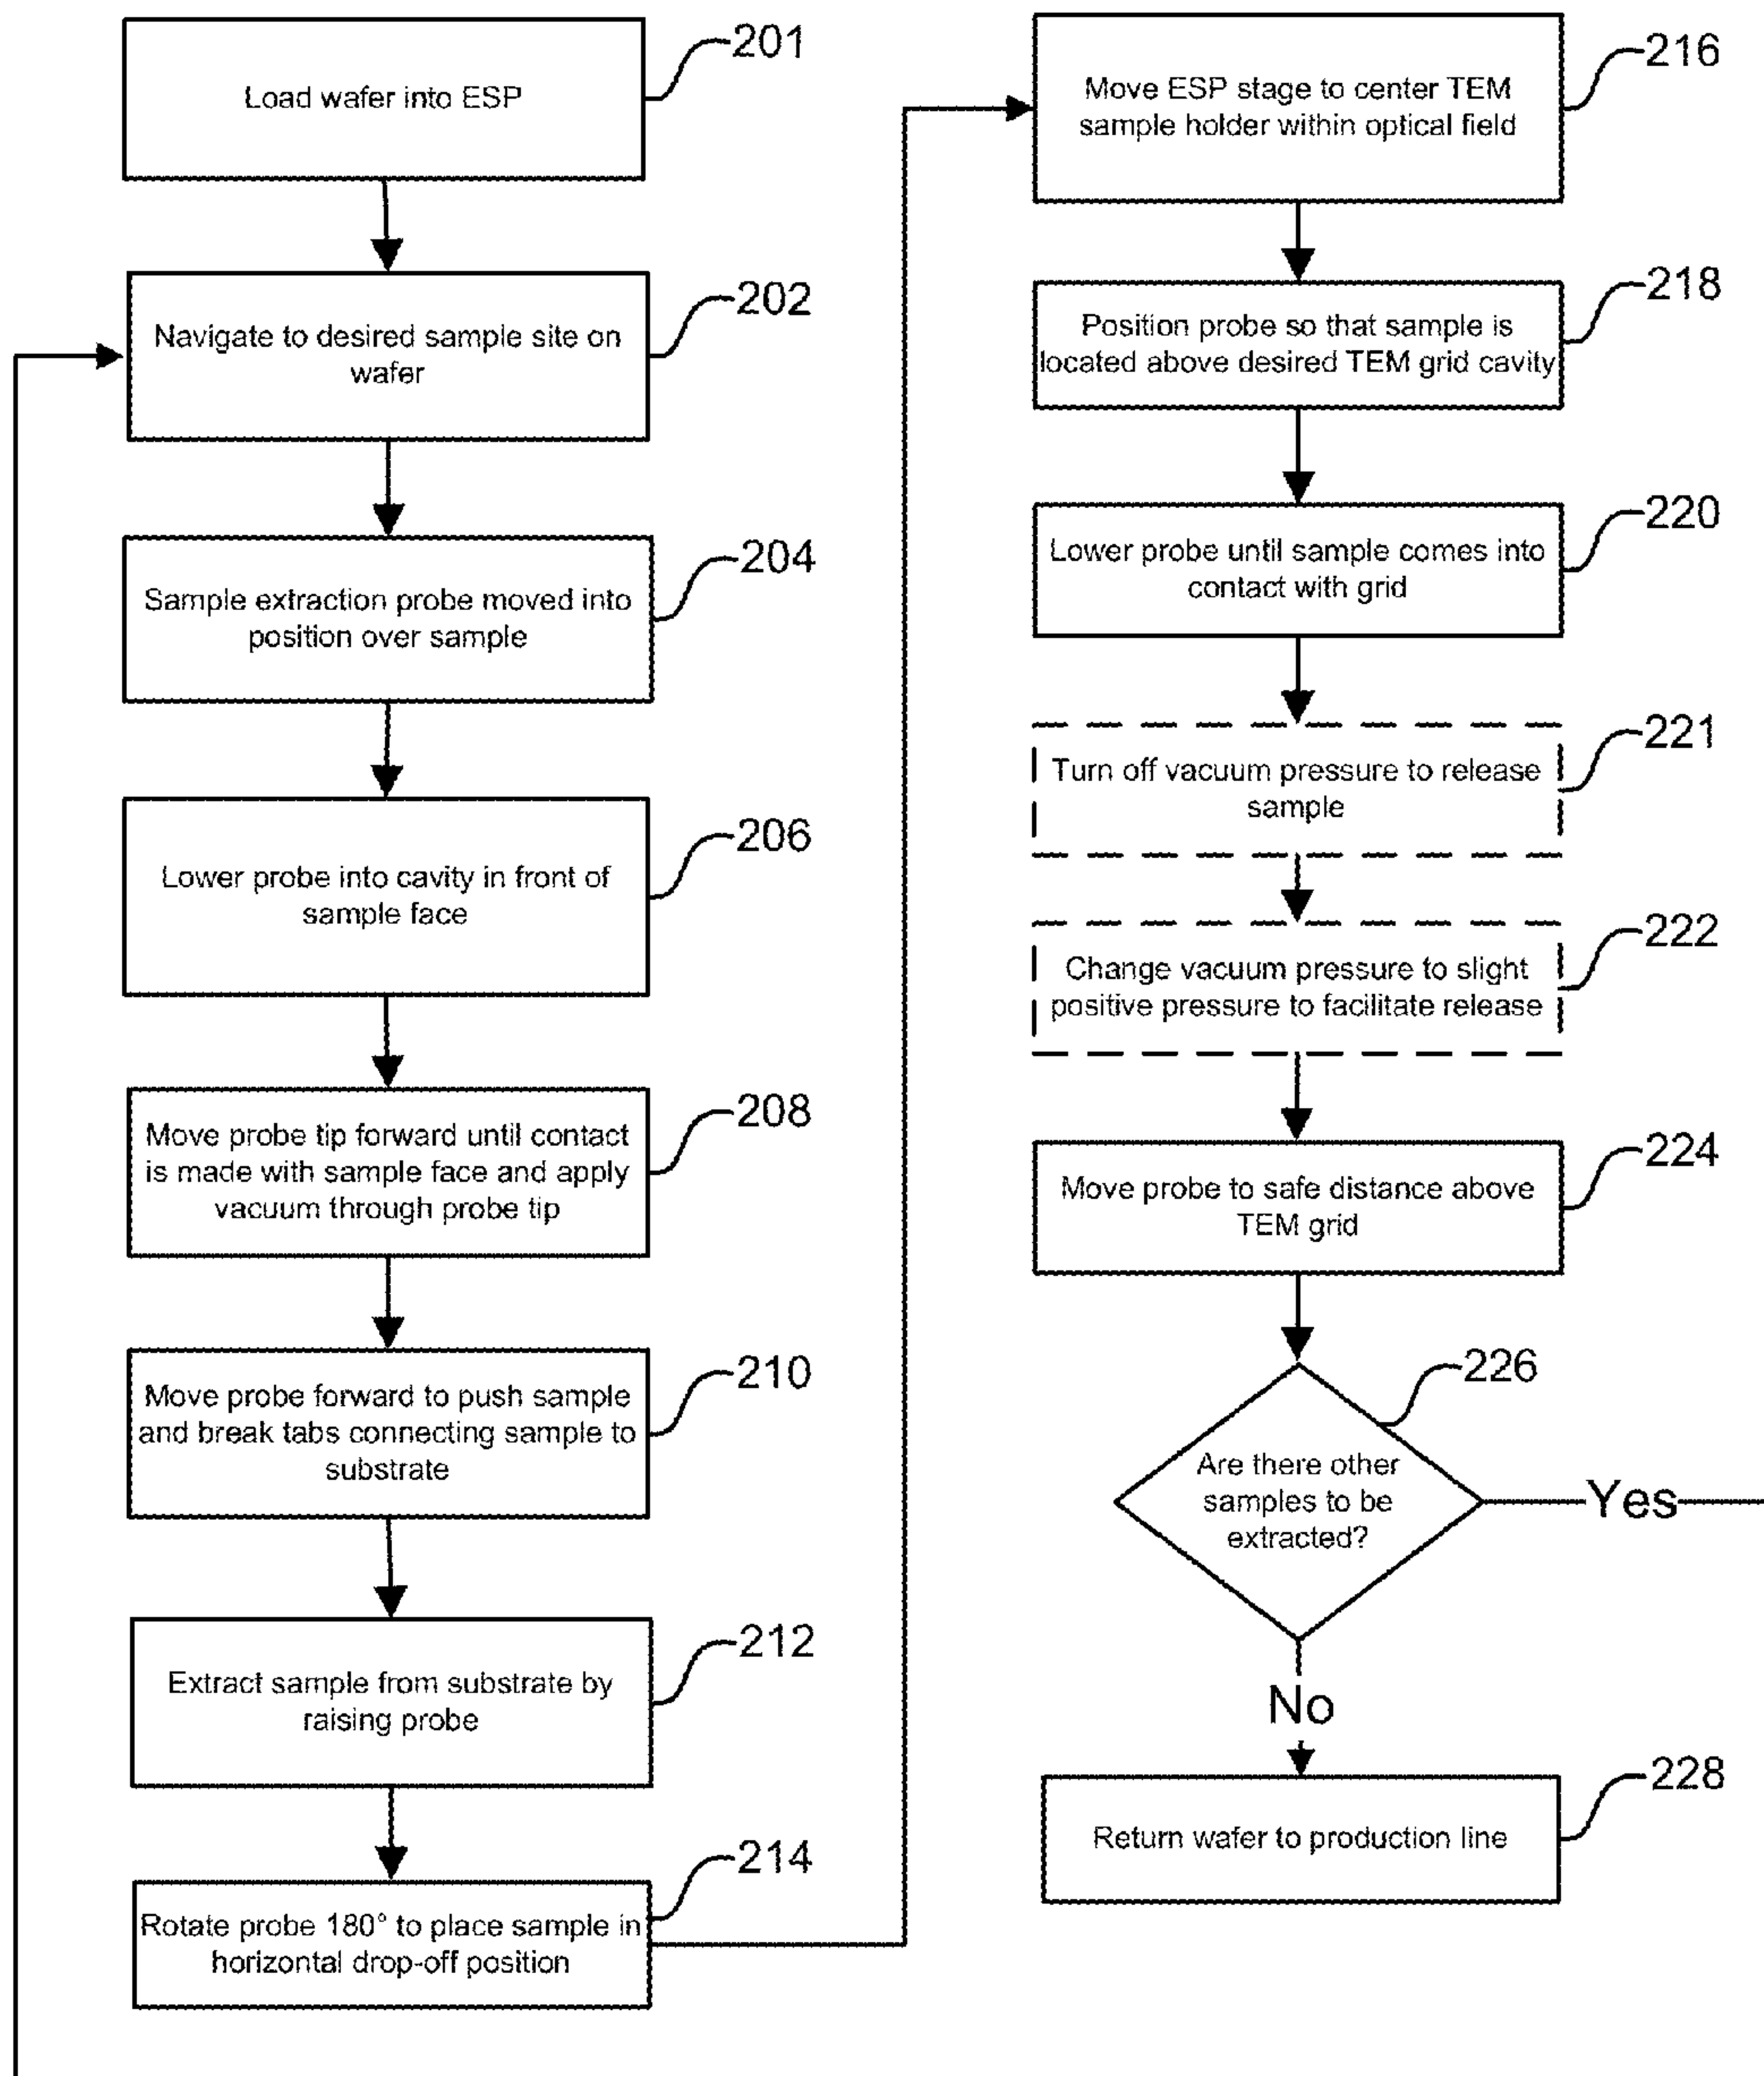 201
Load wafer into ESP
202
Navigate to desired sample site on
wafer
204
Sample extraction probe moved into
position over sample
206
Lower probe into cavity in front of
sample face
208
Move probe tip forward until contact
is made with sample face and apply
vacuum through probe tip
210
Move probe forward to push sample
and break tabs connecting sample to
substrate
212
Extract sample from substrate by
raising probe
214
Rotate probe 180° to place sample in
horizontal drop-off position
216
Move ESP stage to center TEM
sample holder within optical field
218
Position probe so that sample is
located above desired TEM grid cavity
220
Lower probe until sample comes into
contact with grid
221
Turn off vacuum pressure to release
sample
222
Change vacuum pressure to slight
positive pressure to facilitate release
224
Move probe to safe distance above
TEM grid
226
Are there other
samples to be
extracted?
Yes
No
228
Return wafer to production line